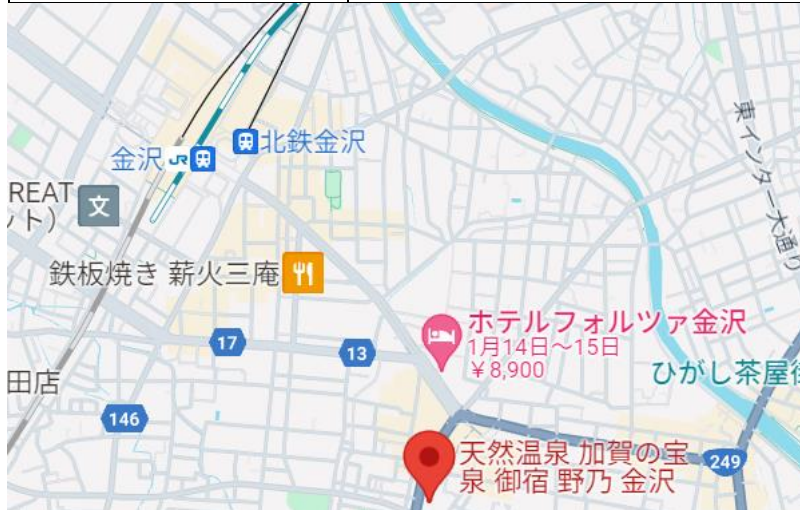 東インター大通り
北鉄金沢
金沢 JR
REAT
ット）
鉄板焼き 薪火三庵
ホテルフォルツァ金沢
1月14日～15日
￥8,900
17
13
田店
ひがし茶屋街
146
天然温泉 加賀の宝
泉 御宿 野乃 金沢
249